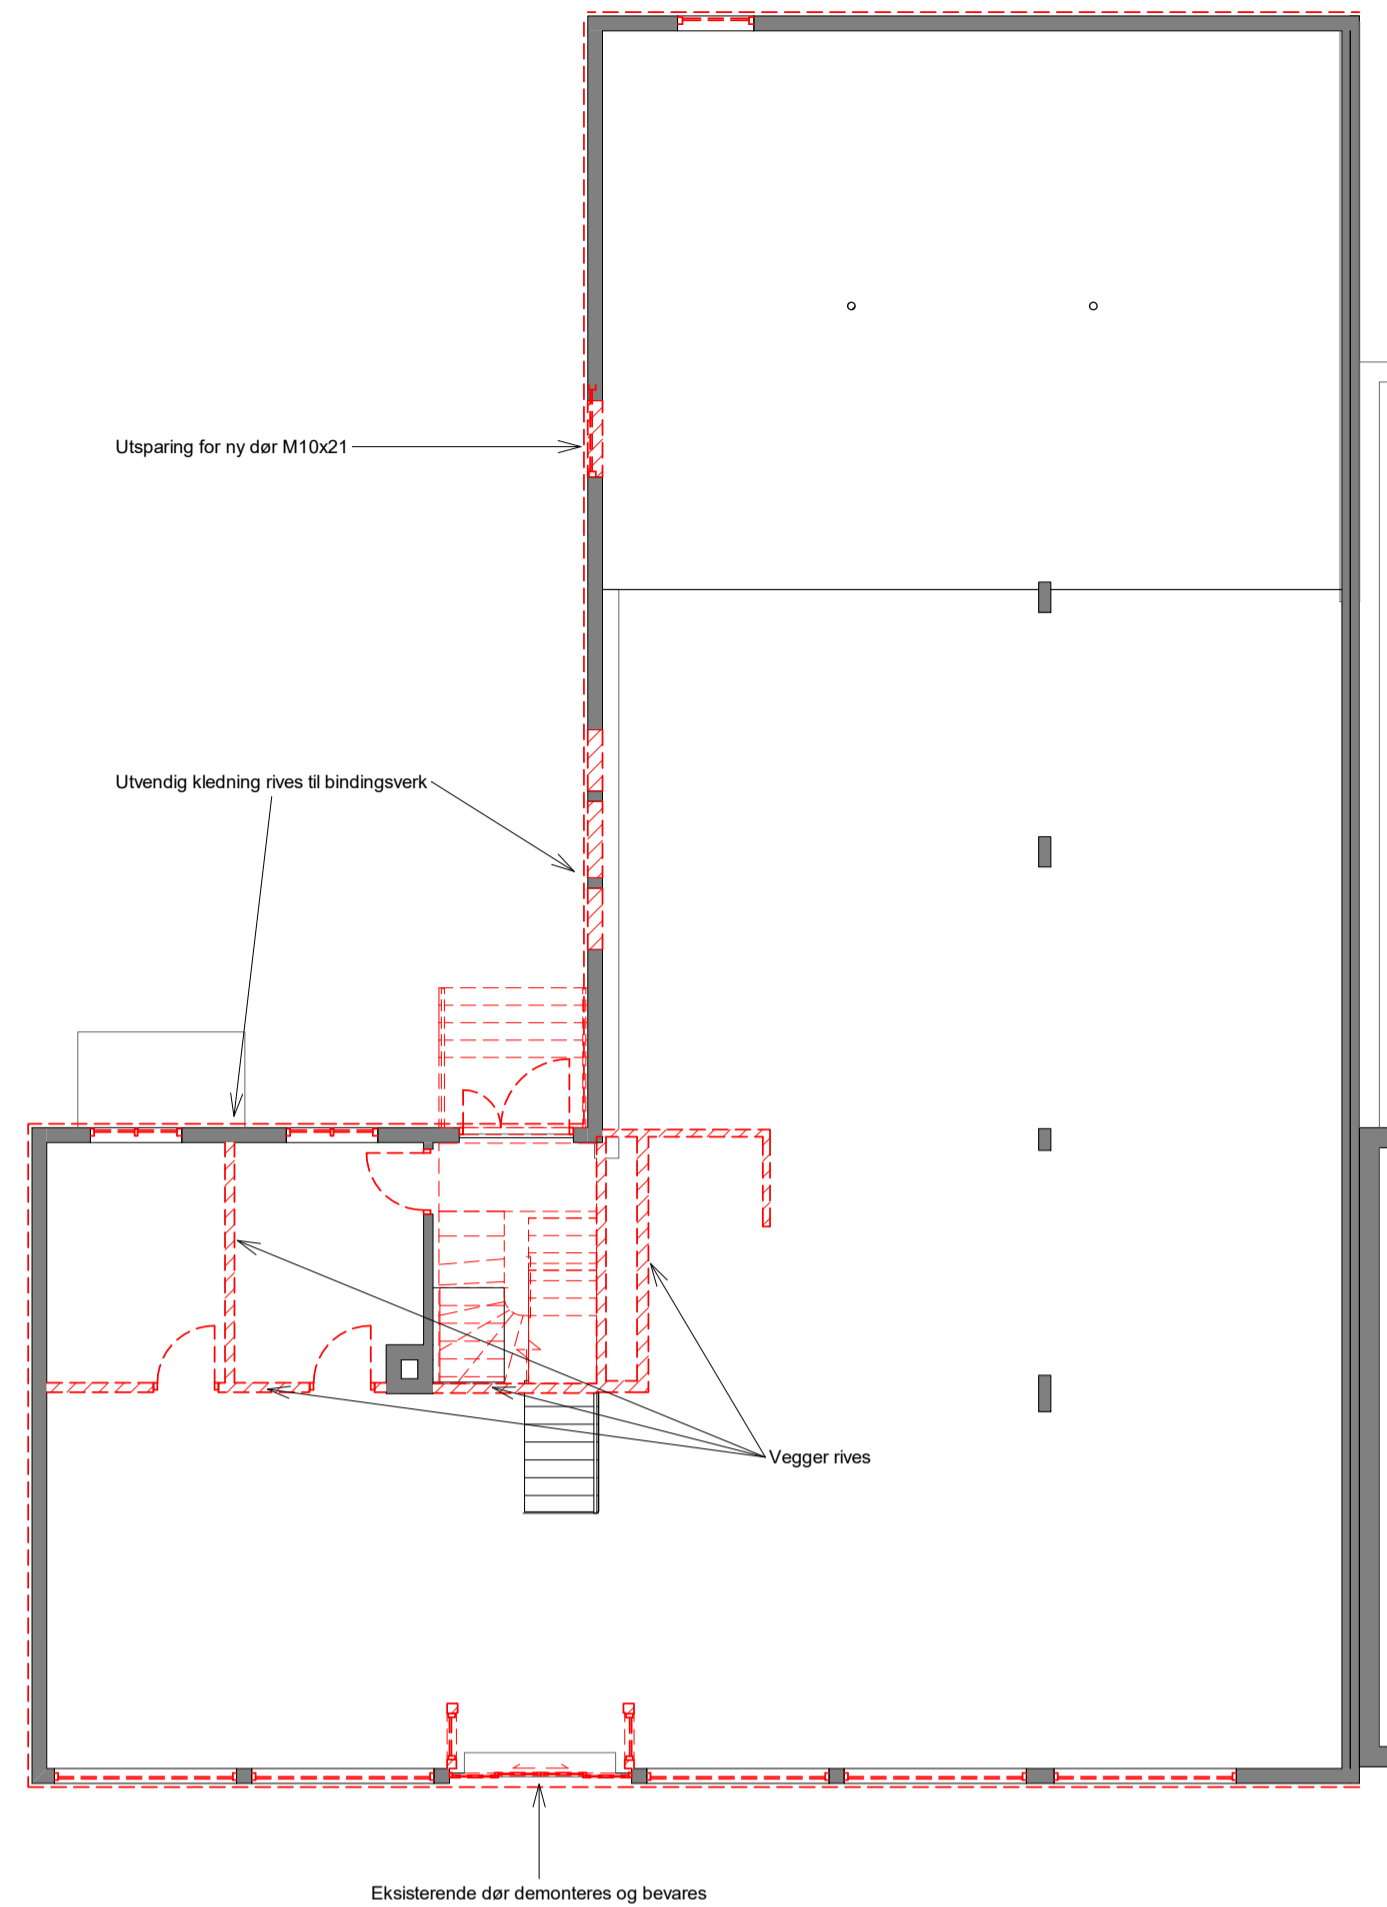 Utsparing for ny dør M10x21
Utvendig kledning rives til bindingsverk
Vegger rives
Eksisterende dør demonteres og bevares